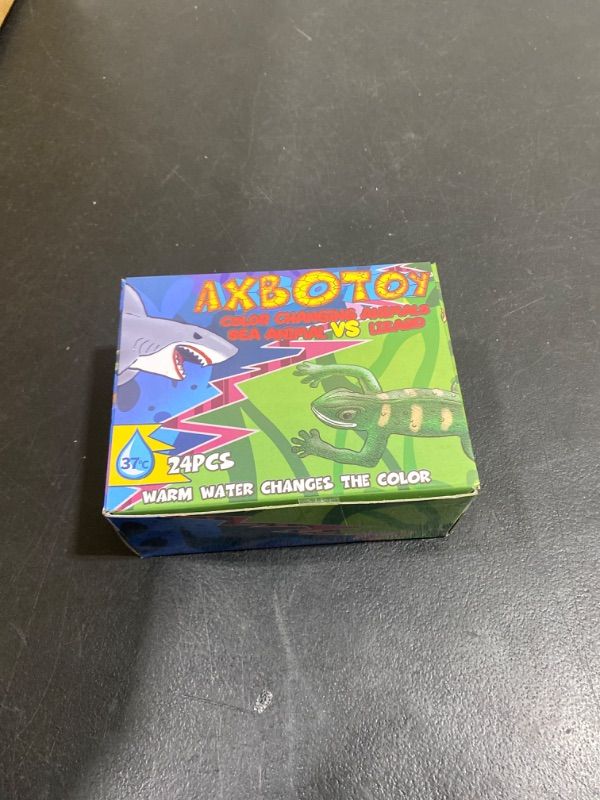 AXBOTOY
COLOR CHANGING ANIMALS
SEA ANIMAL VS LIZARD
37°C
24PCS
WARM WATER CHANGES THE COLOR